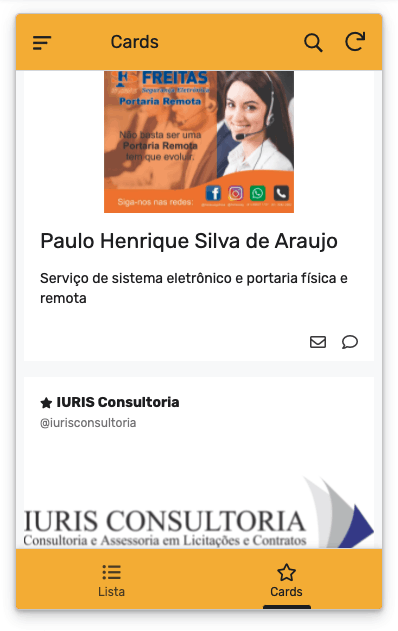 Cards
FREITAS
Segurança Eletrônica
Portaria Remota
Não basta ser uma
Portaria Remota
tem que evoluir.
Siga-nos nas redes:
Paulo Henrique Silva de Araujo
Serviço de sistema eletrônico e portaria física e
remota
IURIS Consultoria
@iurisconsultoria
IURIS CONSULTORIA
Consultoria e Assessoria em Licitações e Contratos
Lista
Cards